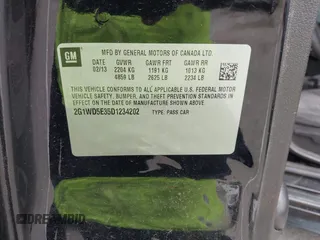 GM
MFD BY GENERAL MOTORS OF CANADA LTD.
DATE GVWR GAWR FRT GAWR RR
02/13 2204 KG 1191 KG 1013 KG
4859 LB 2625 LB 2234 LB
THIS VEHICLE CONFORMS TO ALL APPLICABLE
U.S. FEDERAL MOTOR VEHICLE SAFETY,
BUMPER, AND THEFT PREVENTION STANDARDS
IN EFFECT ON THE DATE OF MANUFACTURE
SHOWN ABOVE.
2G1WD5E35D1234202 TYPE: PASS CAR
DREAMBID